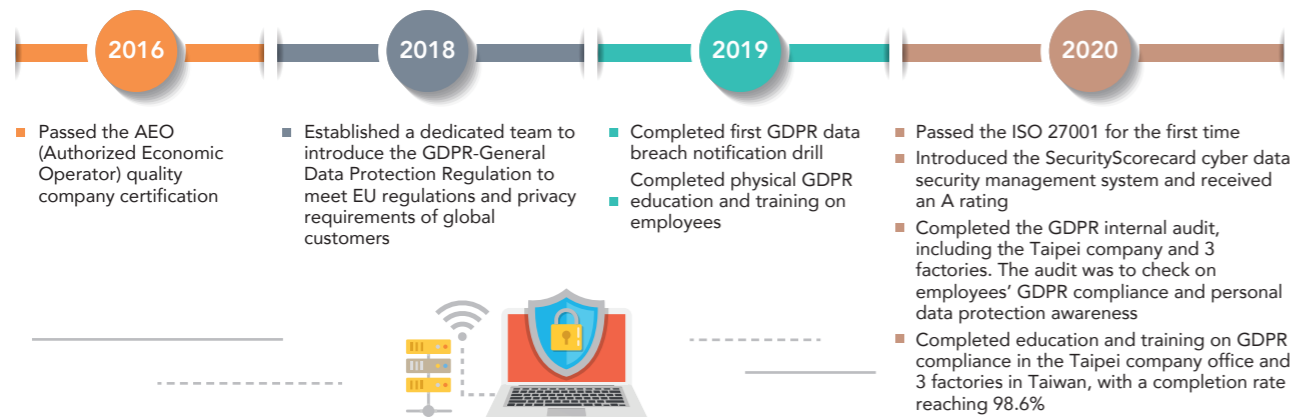 2016
Passed the AEO
(Authorized Economic
Operator) quality
company certification
2018
Established a dedicated team to
introduce the GDPR-General
Data Protection Regulation to
meet EU regulations and privacy
requirements of global
customers
2019
Completed first GDPR data
breach notification drill
Completed physical GDPR
education and training on
employees
2020
Passed the ISO 27001 for the first time
Introduced the SecurityScorecard cyber data
security management system and received
an A rating
Completed the GDPR internal audit,
including the Taipei company and 3
factories. The audit was to check on
employees’ GDPR compliance and personal
data protection awareness
Completed education and training on GDPR
compliance in the Taipei company office and
3 factories in Taiwan, with a completion rate
reaching 98.6%